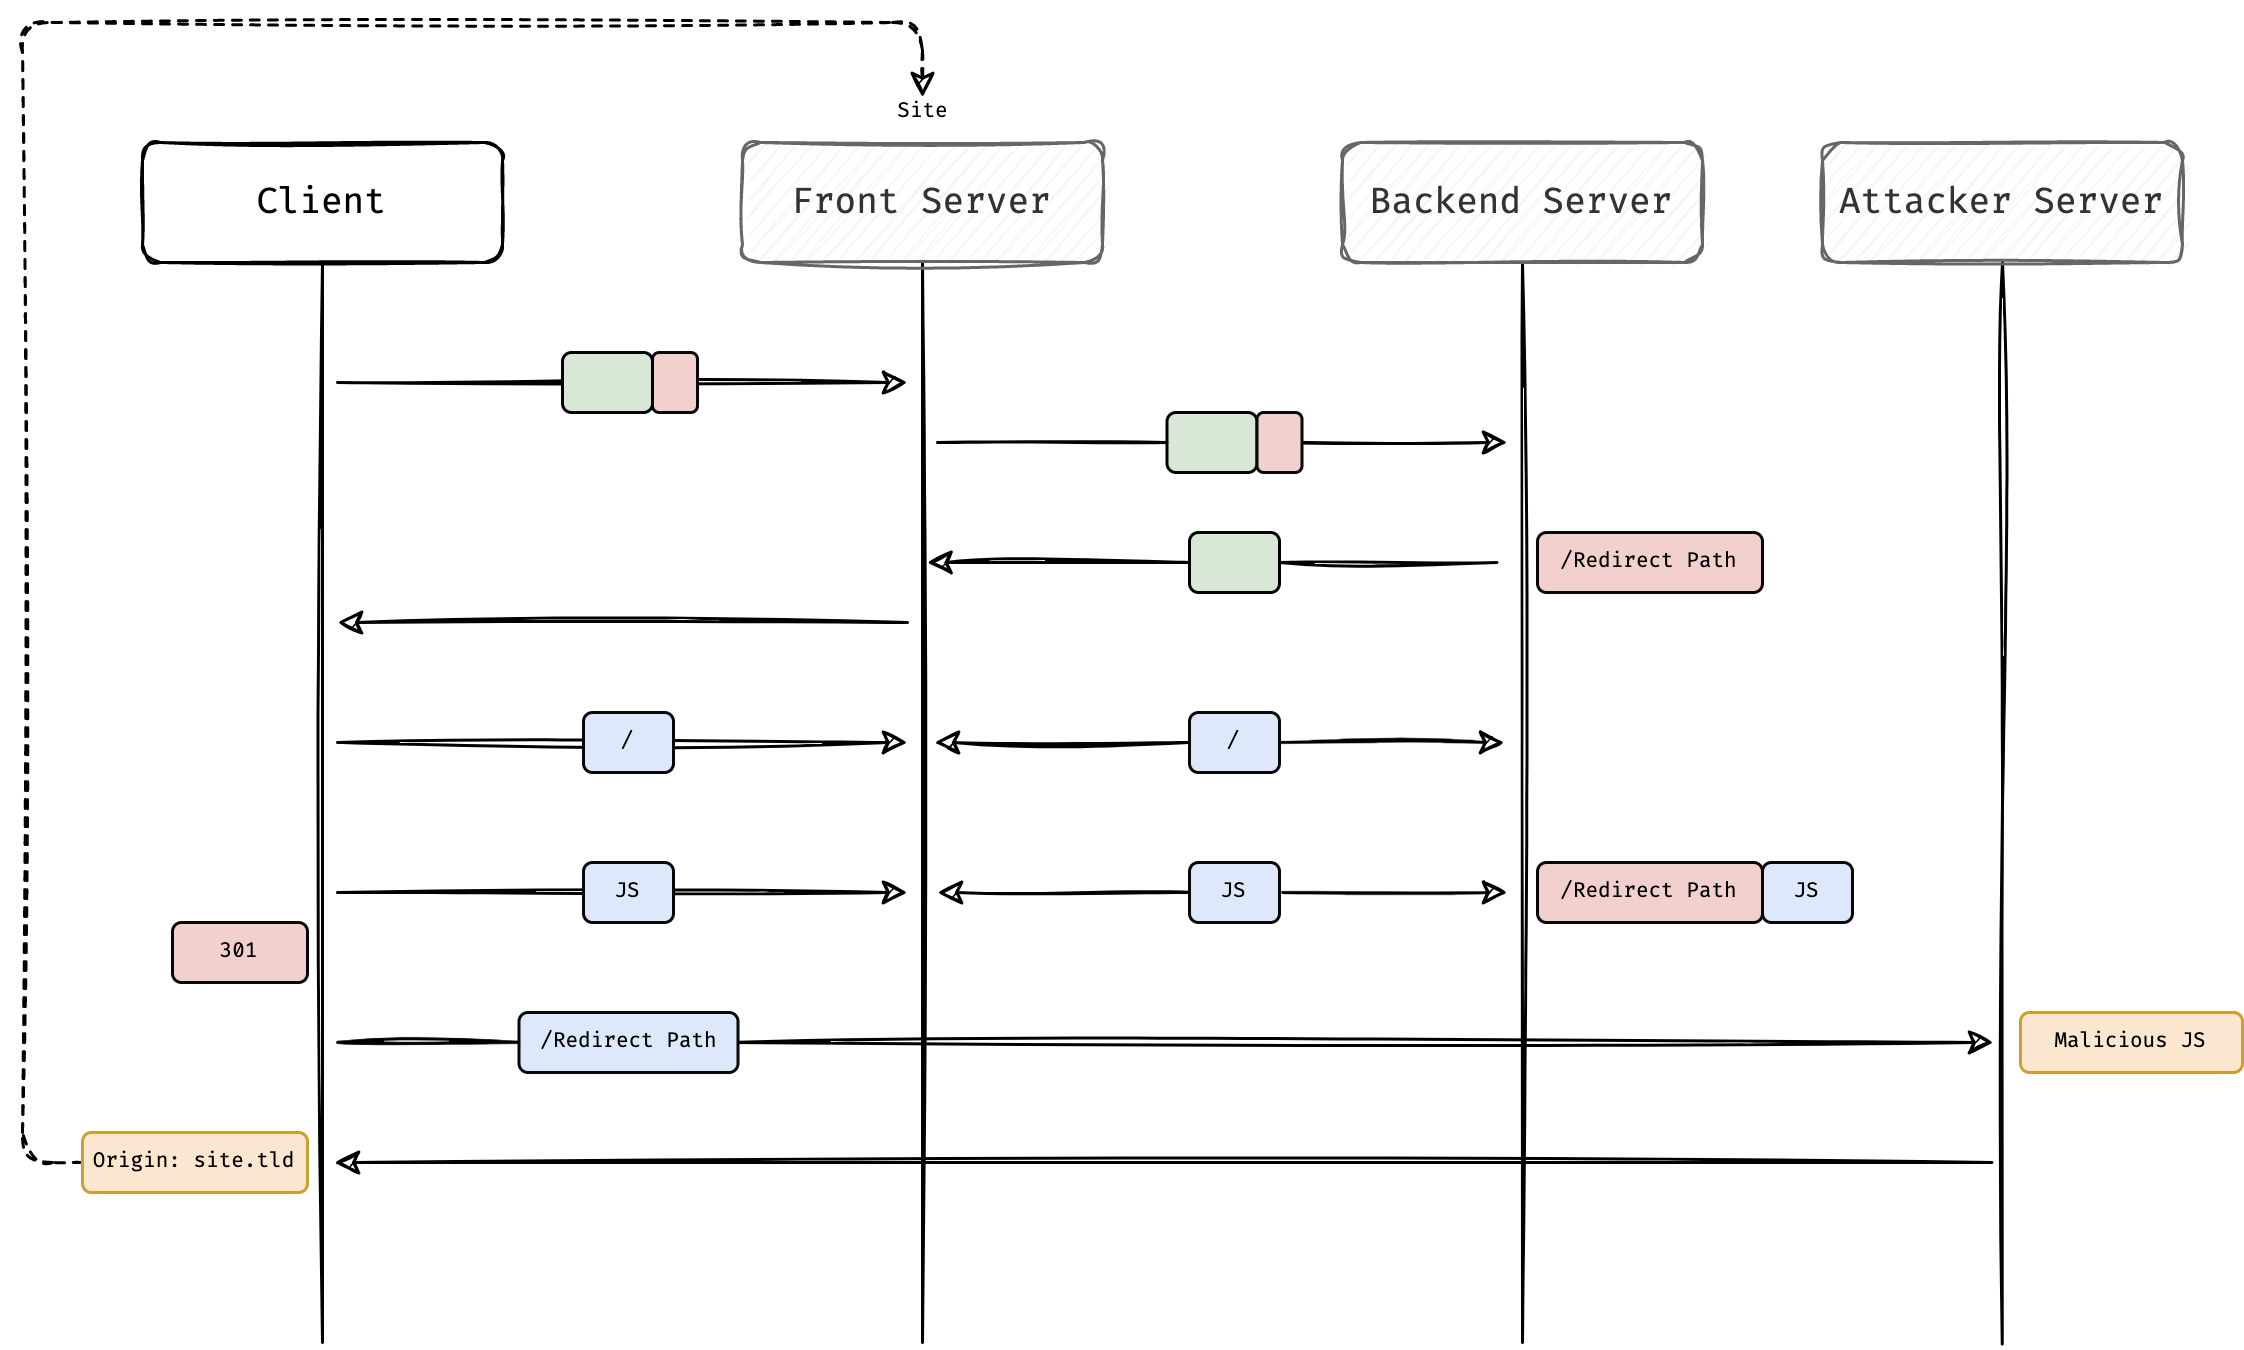 Site
Client
Front Server
Backend Server
Attacker Server
/Redirect Path
/
/
JS
JS
/Redirect Path
JS
301
/Redirect Path
Malicious JS
Origin: site.tld